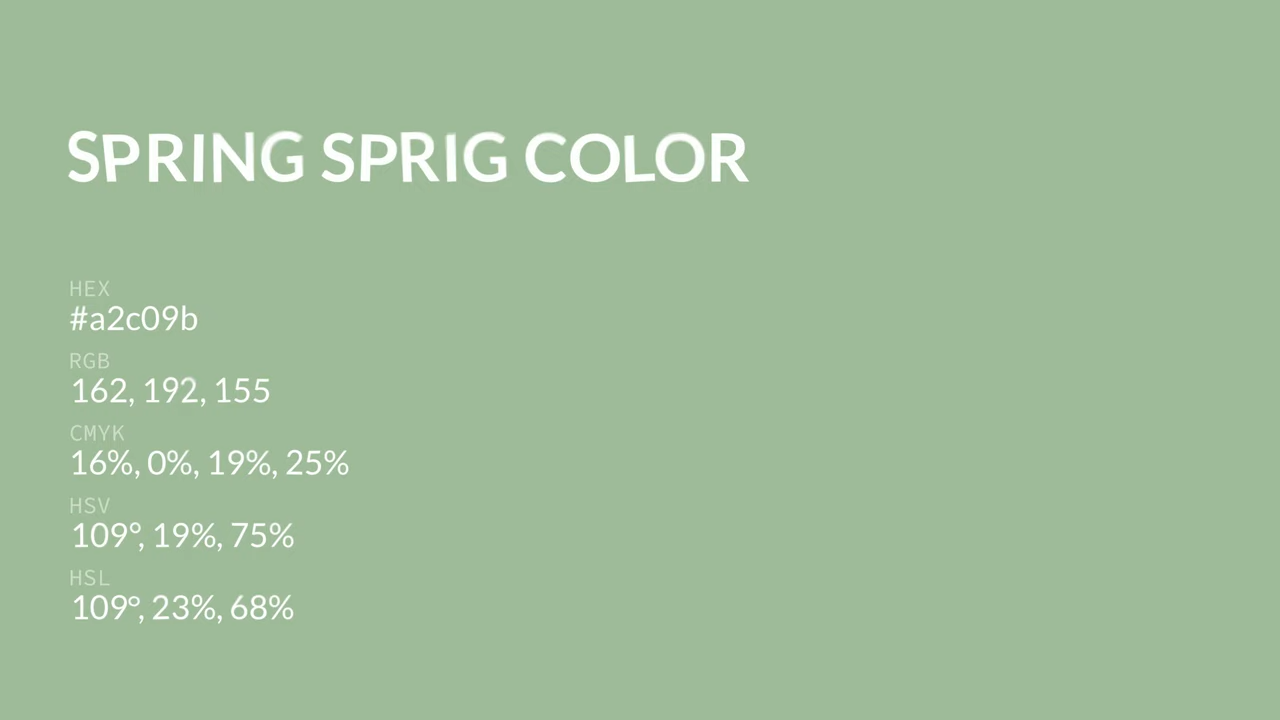 SPRING SPRIG COLOR
HEX
#a2c09b
RGB
162, 192, 155
CMYK
16%, 0%, 19%, 25%
HSV
109°, 19%, 75%
HSL
109°, 23%, 68%